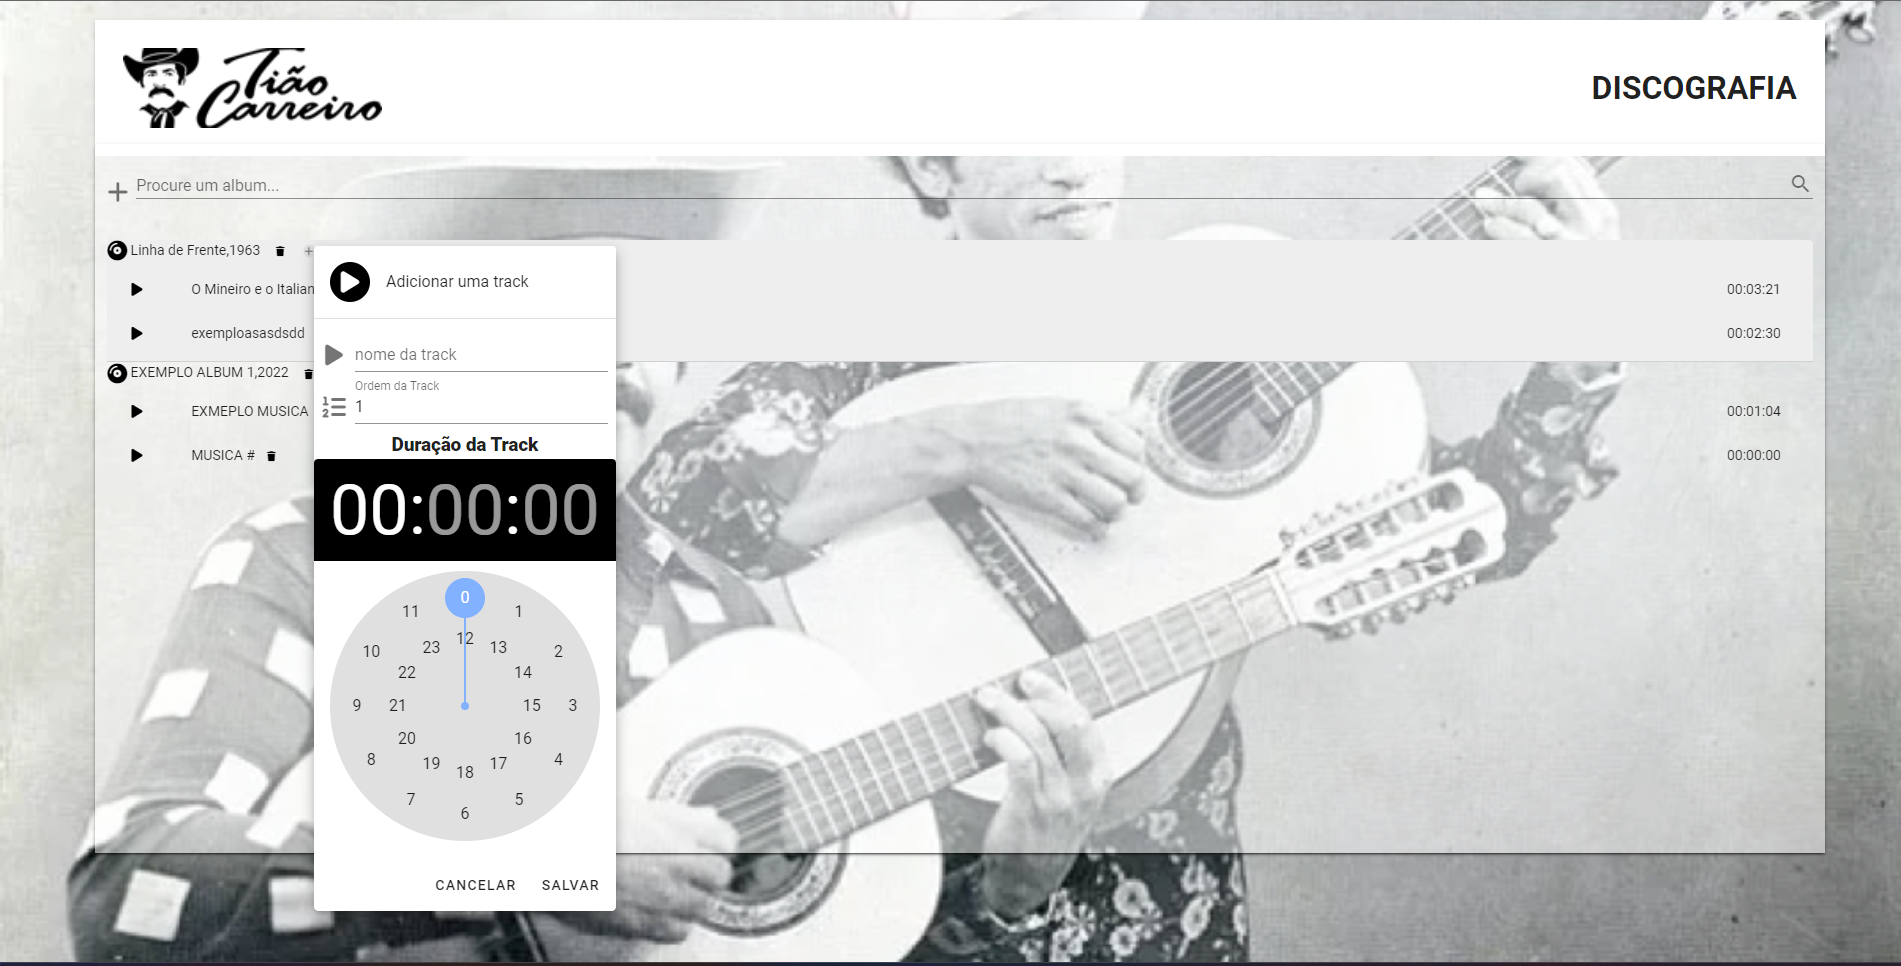 Tião
Carreiro
DISCOGRAFIA
Procure um album...
Linha de Frente,1963
O Mineiro e o Italian
00:03:21
exemploasasdsdd
00:02:30
EXEMPLO ALBUM 1,2022
EXMEPLO MUSICA
00:01:04
MUSICA #
00:00:00
Adicionar uma track
nome da track
Ordem da Track
1
Duração da Track
00:00:00
0
11 1
12
10 23 13 2
22 14
9 21 15 3
20 16
8 19 17 4
18
7 5
6
CANCELAR SALVAR